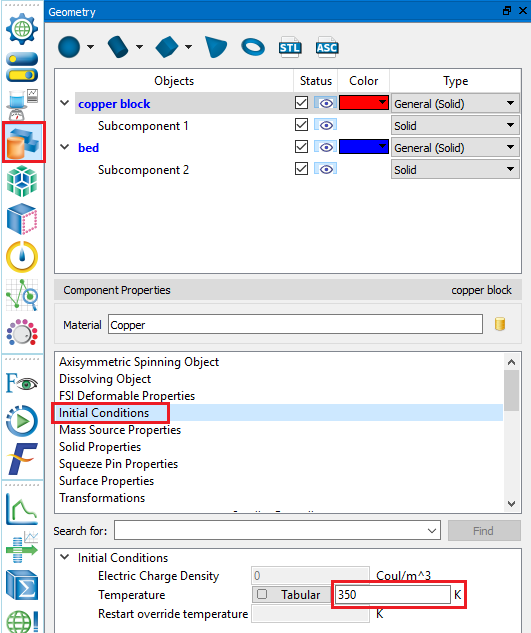 Geometry
STL ASC
Objects Status Color Type
copper block General (Solid)
Subcomponent 1 Solid
bed General (Solid)
Subcomponent 2 Solid
Component Properties copper block
Material Copper
Axisymmetric Spinning Object
Dissolving Object
FSI Deformable Properties
Initial Conditions
Mass Source Properties
Solid Properties
Squeeze Pin Properties
Surface Properties
Transformations
F
Search for: Find
Initial Conditions
Electric Charge Density 0 Coul/m^3
Temperature Tabular 350 K
Restart override temperature K